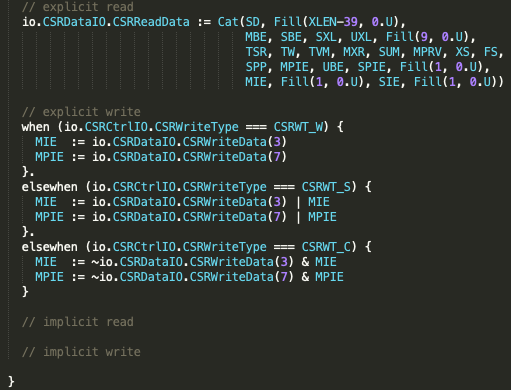 // explicit read
io.CSRDataIO.CSRReadData := Cat(SD, Fill(XLEN-39, 0.U),
MBE, SBE, SXL, UXL, Fill(9, 0.U),
TSR, TW, TVM, MXR, SUM, MPRV, XS, FS,
SPP, MPIE, UBE, SPIE, Fill(1, 0.U),
MIE, Fill(1, 0.U), SIE, Fill(1, 0.U))
// explicit write
when (io.CSRCtrlIO.CSRWriteType === CSRWT_W) {
MIE := io.CSRDataIO.CSRWriteData(3)
MPIE := io.CSRDataIO.CSRWriteData(7)
}.
elsewhen (io.CSRCtrlIO.CSRWriteType === CSRWT_S) {
MIE := io.CSRDataIO.CSRWriteData(3) | MIE
MPIE := io.CSRDataIO.CSRWriteData(7) | MPIE
}.
elsewhen (io.CSRCtrlIO.CSRWriteType === CSRWT_C) {
MIE := ~io.CSRDataIO.CSRWriteData(3) & MIE
MPIE := ~io.CSRDataIO.CSRWriteData(7) & MPIE
}
// implicit read
// implicit write
}